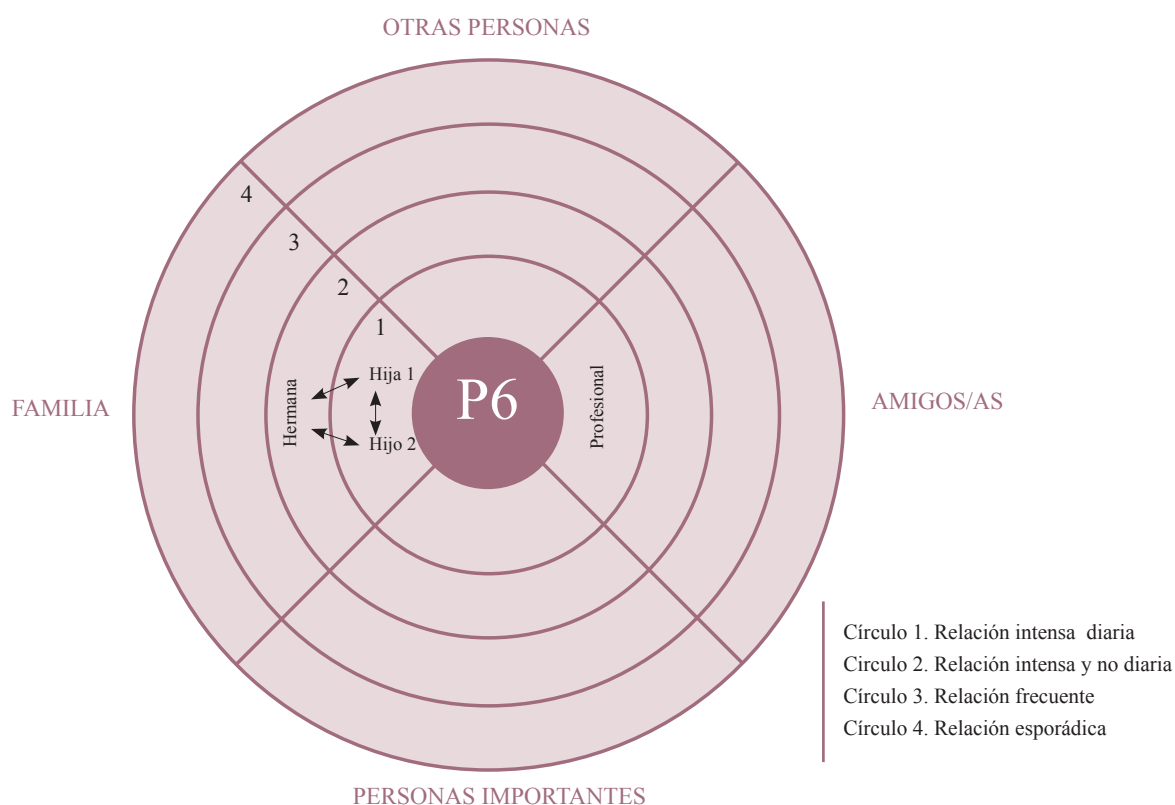 OTRAS PERSONAS
4
3
2
1
Hija 1
Hermana
Hijo 2
P6
Profesional
FAMILIA
AMIGOS/AS
Círculo 1. Relación intensa  diaria
Circulo 2. Relación intensa y no diaria
Círculo 3. Relación frecuente
Círculo 4. Relación esporádica
PERSONAS IMPORTANTES